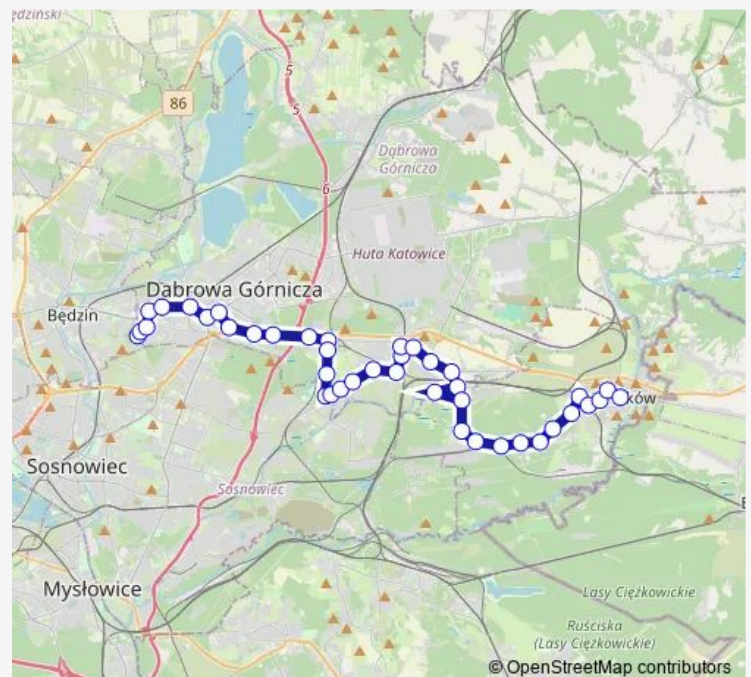 ędziński
86
5
5
6
Dąbrowa
Górnicza
Huta Katowice
Dąbrowa Górnicza
Będzin
ków
Sosnowiec
Sosnowiec
B
Mysłowice
Lasy Ciężkowickie
Ruściska
(Lasy Ciężkowickie)
© OpenStreetMap contributors